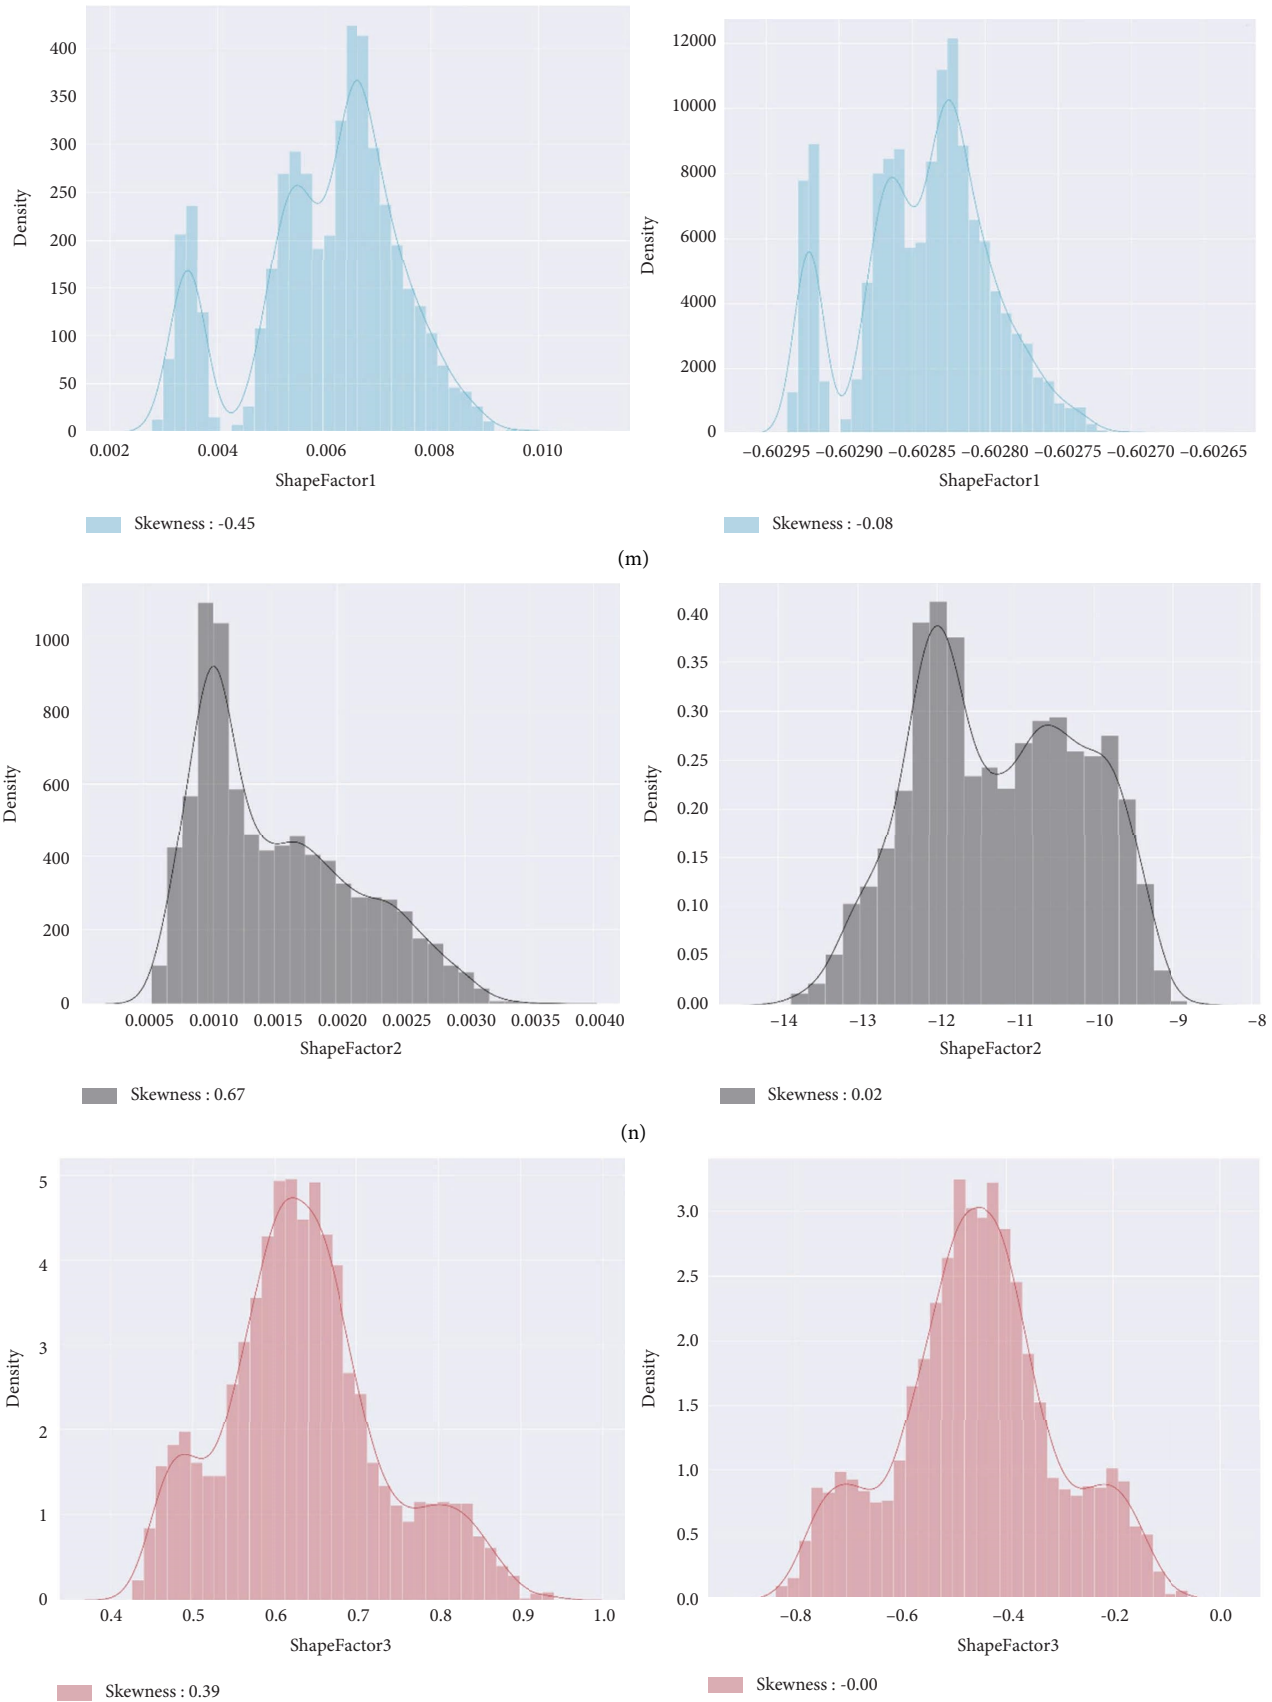 400
350
300
250
200
150
100
50
0
Density
0.002 0.004 0.006 0.008 0.010
ShapeFactor1
Skewness : -0.45
12000
10000
8000
6000
4000
2000
0
Density
−0.60295 −0.60290 −0.60285 −0.60280 −0.60275 −0.60270 −0.60265
ShapeFactor1
Skewness : -0.08
(m)
1000
800
600
400
200
0
Density
0.0005 0.0010 0.0015 0.0020 0.0025 0.0030 0.0035 0.0040
ShapeFactor2
Skewness : 0.67
0.40
0.35
0.30
0.25
0.20
0.15
0.10
0.05
0.00
Density
−14 −13 −12 −11 −10 −9 −8
ShapeFactor2
Skewness : 0.02
(n)
5
4
3
2
1
0
Density
0.4 0.5 0.6 0.7 0.8 0.9 1.0
ShapeFactor3
Skewness : 0.39
3.0
2.5
2.0
1.5
1.0
0.5
0.0
Density
−0.8 −0.6 −0.4 -0.2 0.0
ShapeFactor3
Skewness : -0.00